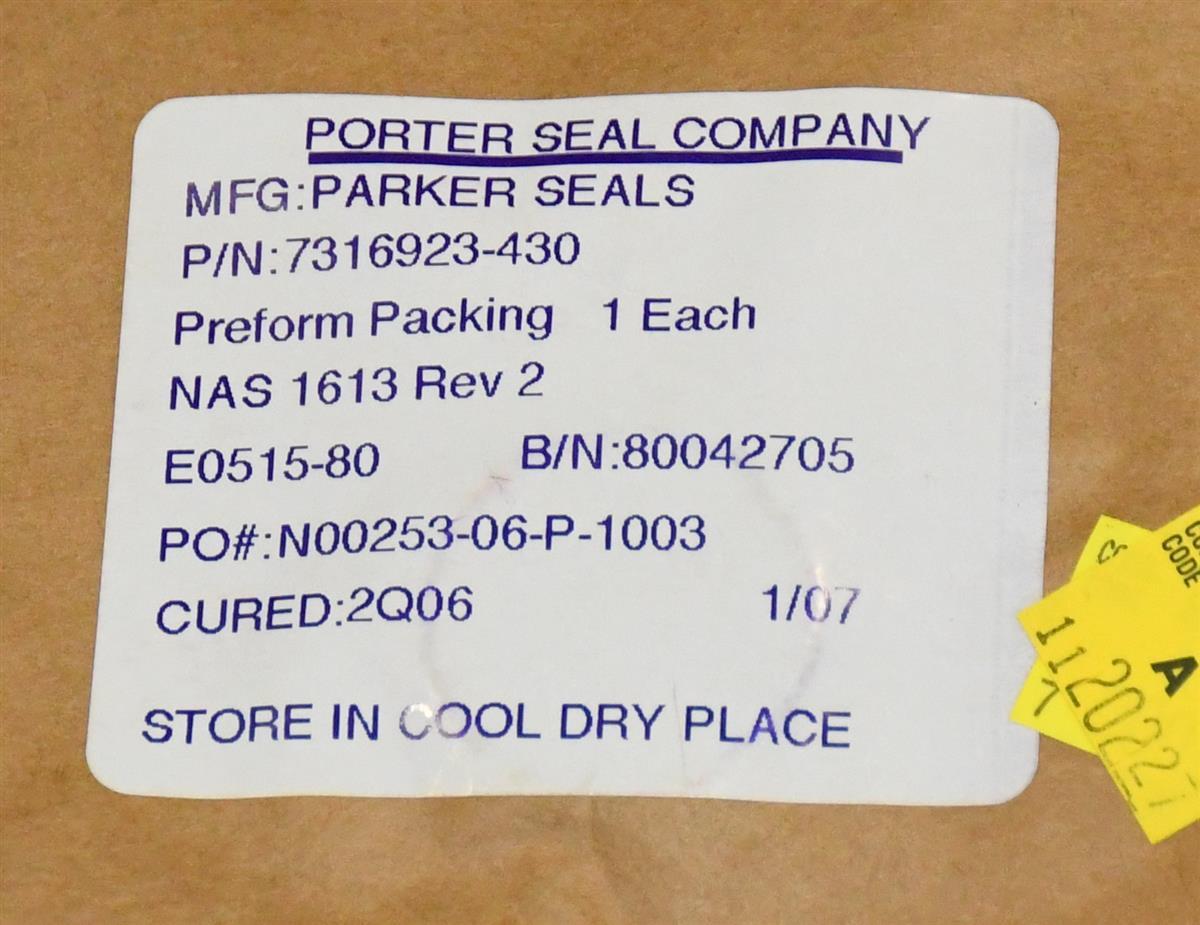 PORTER SEAL COMPANY
MFG:PARKER SEALS
P/N:7316923-430
Preform Packing 1 Each
NAS 1613 Rev 2
E0515-80 B/N:80042705
PO#:N00253-06-P-1003
CURED:2Q06 1/07
STORE IN COOL DRY PLACE
CODE
A